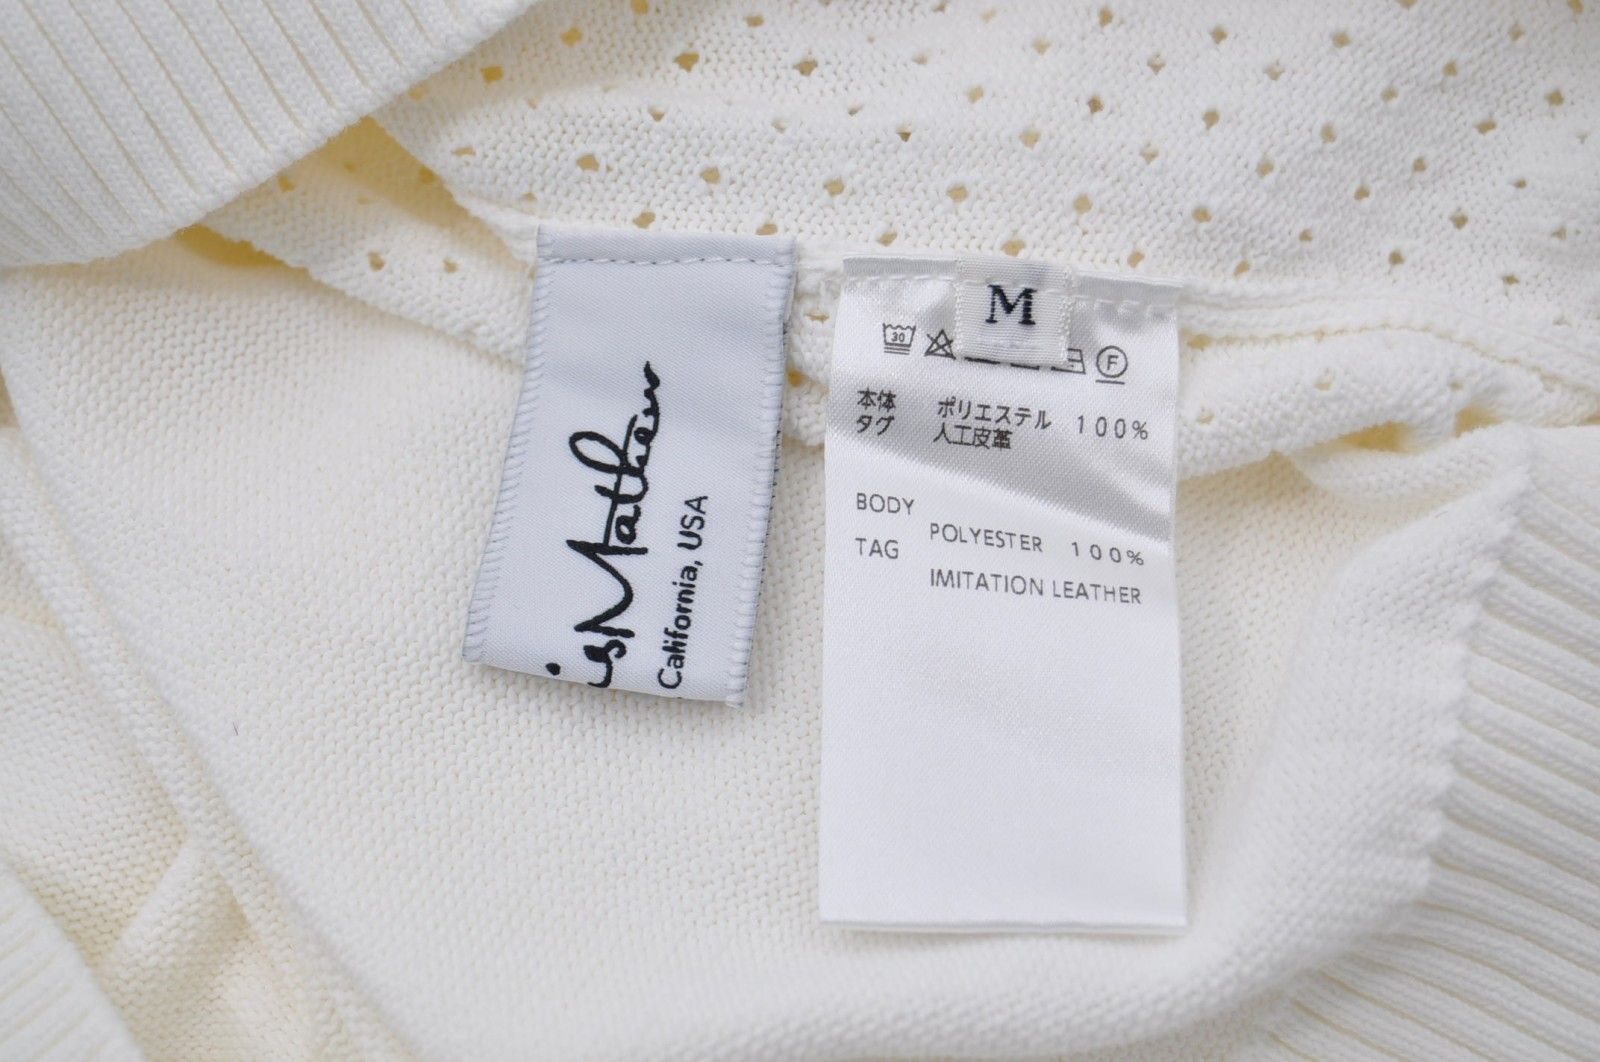 M
30
F
本体 ポリエステル 100%
タグ 人工皮革
BODY
POLYESTER 100%
TAG
IMITATION LEATHER
Mathew
California, USA